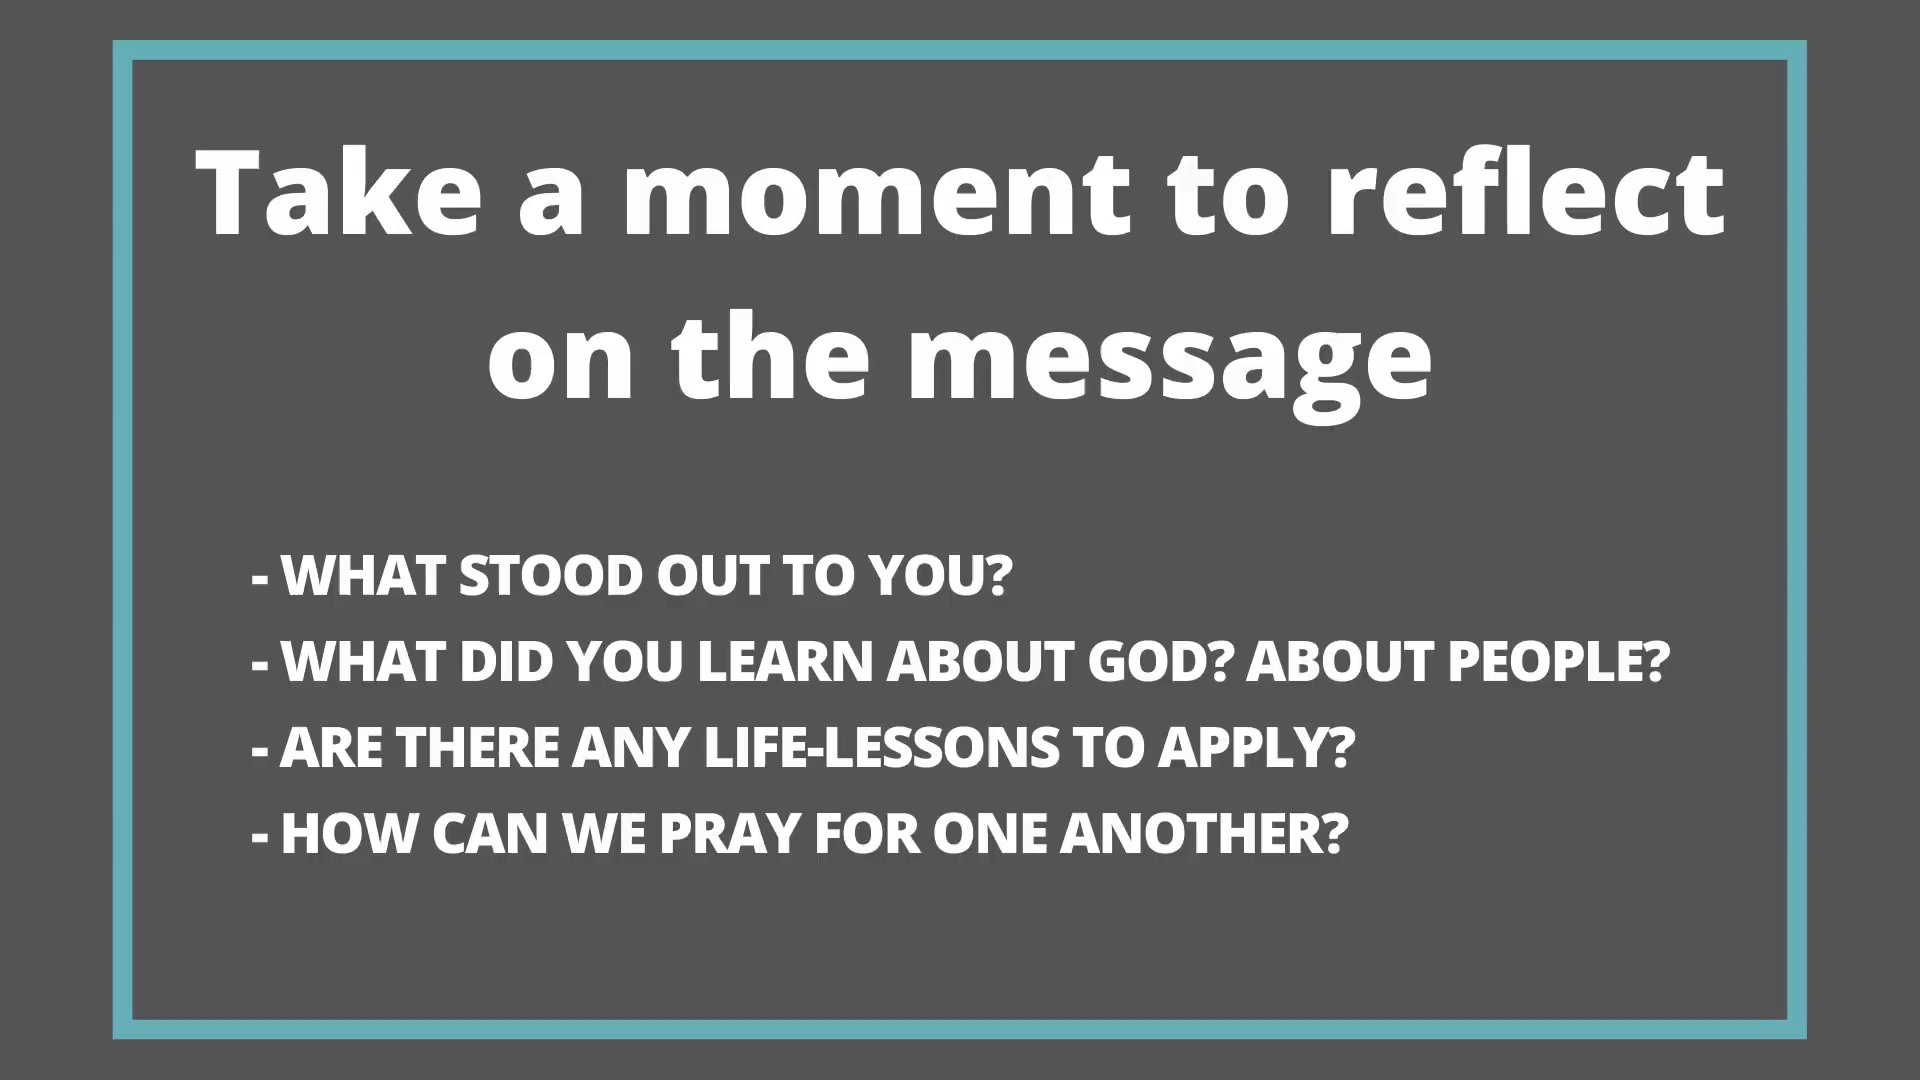 Take a moment to reflect
on the message
- WHAT STOOD OUT TO YOU?
- WHAT DID YOU LEARN ABOUT GOD? ABOUT PEOPLE?
- ARE THERE ANY LIFE-LESSONS TO APPLY?
- HOW CAN WE PRAY FOR ONE ANOTHER?